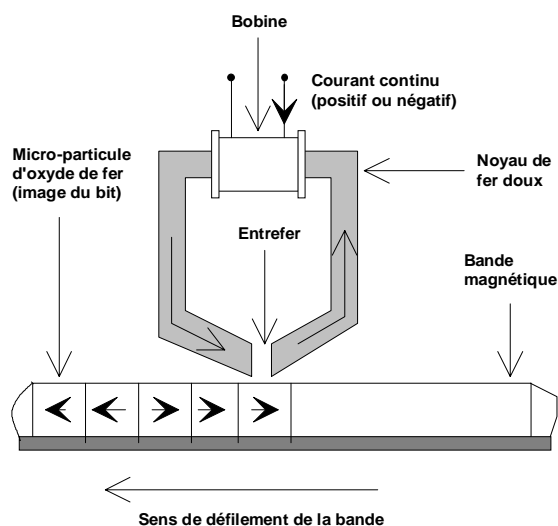 Bobine
Courant continu
(positif ou négatif)
Micro-particule
d'oxyde de fer
(image du bit)
Noyau de
fer doux
Entrefer
Bande
magnétique
Sens de défilement de la bande